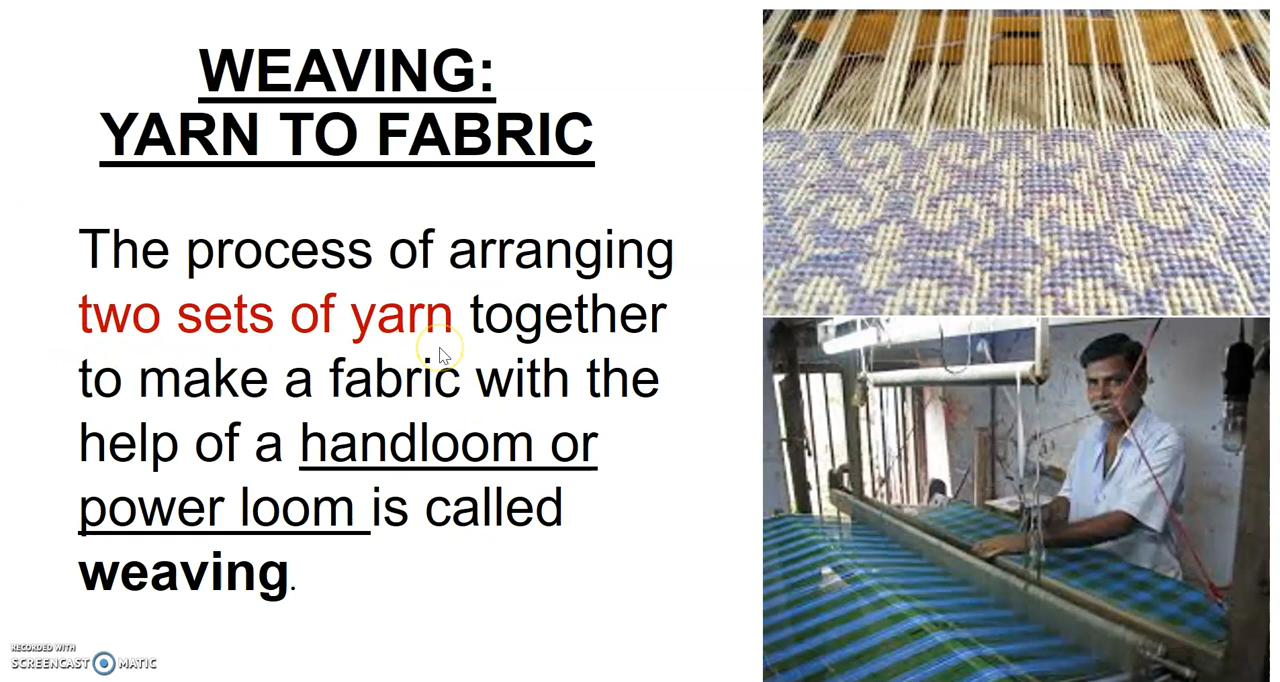 WEAVING:
YARN TO FABRIC
The process of arranging
two sets of yarn together
to make a fabric with the
help of a handloom or
power loom is called
weaving.
RECORDED WITH
SCREENCAST MATIC